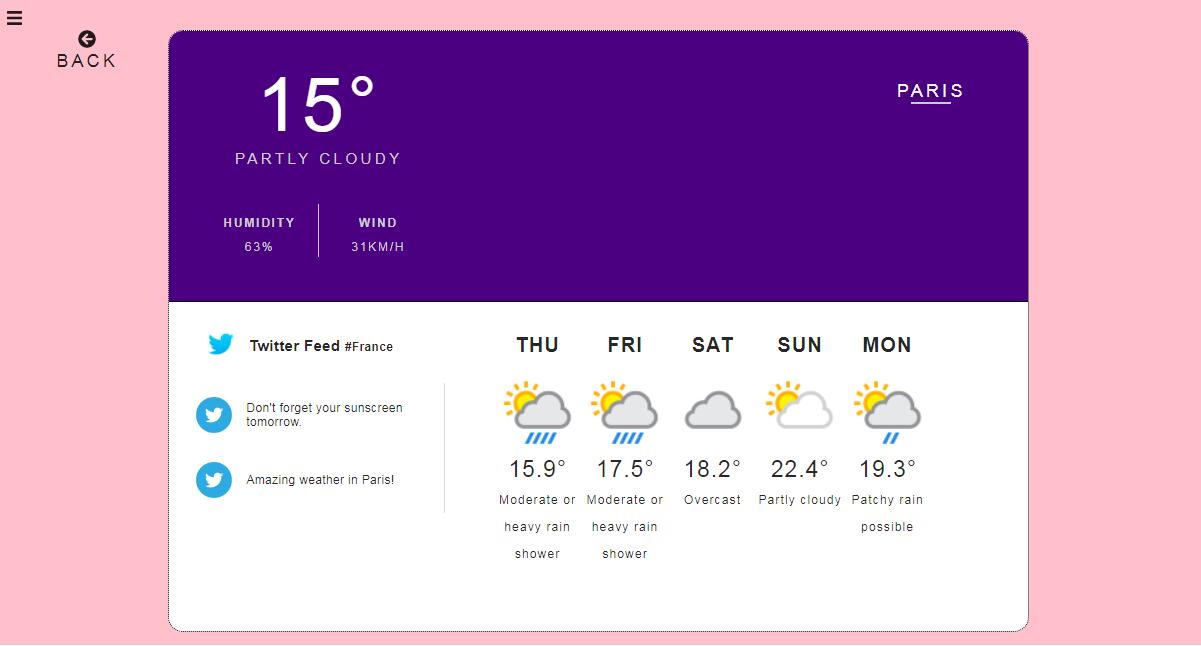 BACK
15°
PARTLY CLOUDY
PARIS
HUMIDITY
63%
WIND
31KM/H
Twitter Feed #France
Don't forget your sunscreen
tomorrow.
Amazing weather in Paris!
THU
15.9°
Moderate or
heavy rain
shower
FRI
17.5°
Moderate or
heavy rain
shower
SAT
18.2°
Overcast
SUN
22.4°
Partly cloudy
MON
19.3°
Patchy rain
possible